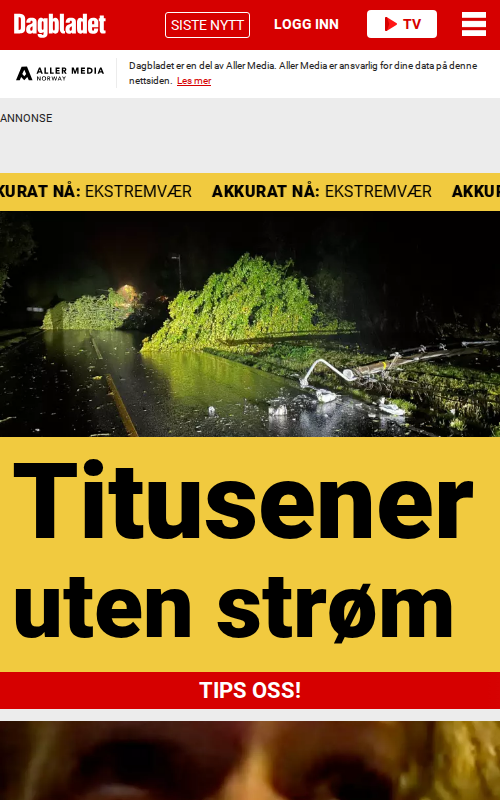 Dagbladet SISTE NYTT LOGG INN TV
ALLER MEDIA
NORWAY
Dagbladet er en del av Aller Media. Aller Media er ansvarlig for dine data på denne
nettsiden. Les mer
ANNONSE
KURAT NÅ: EKSTREMVÆR AKKURAT NÅ: EKSTREMVÆR AKKUR
Titusener
uten strøm
TIPS OSS!